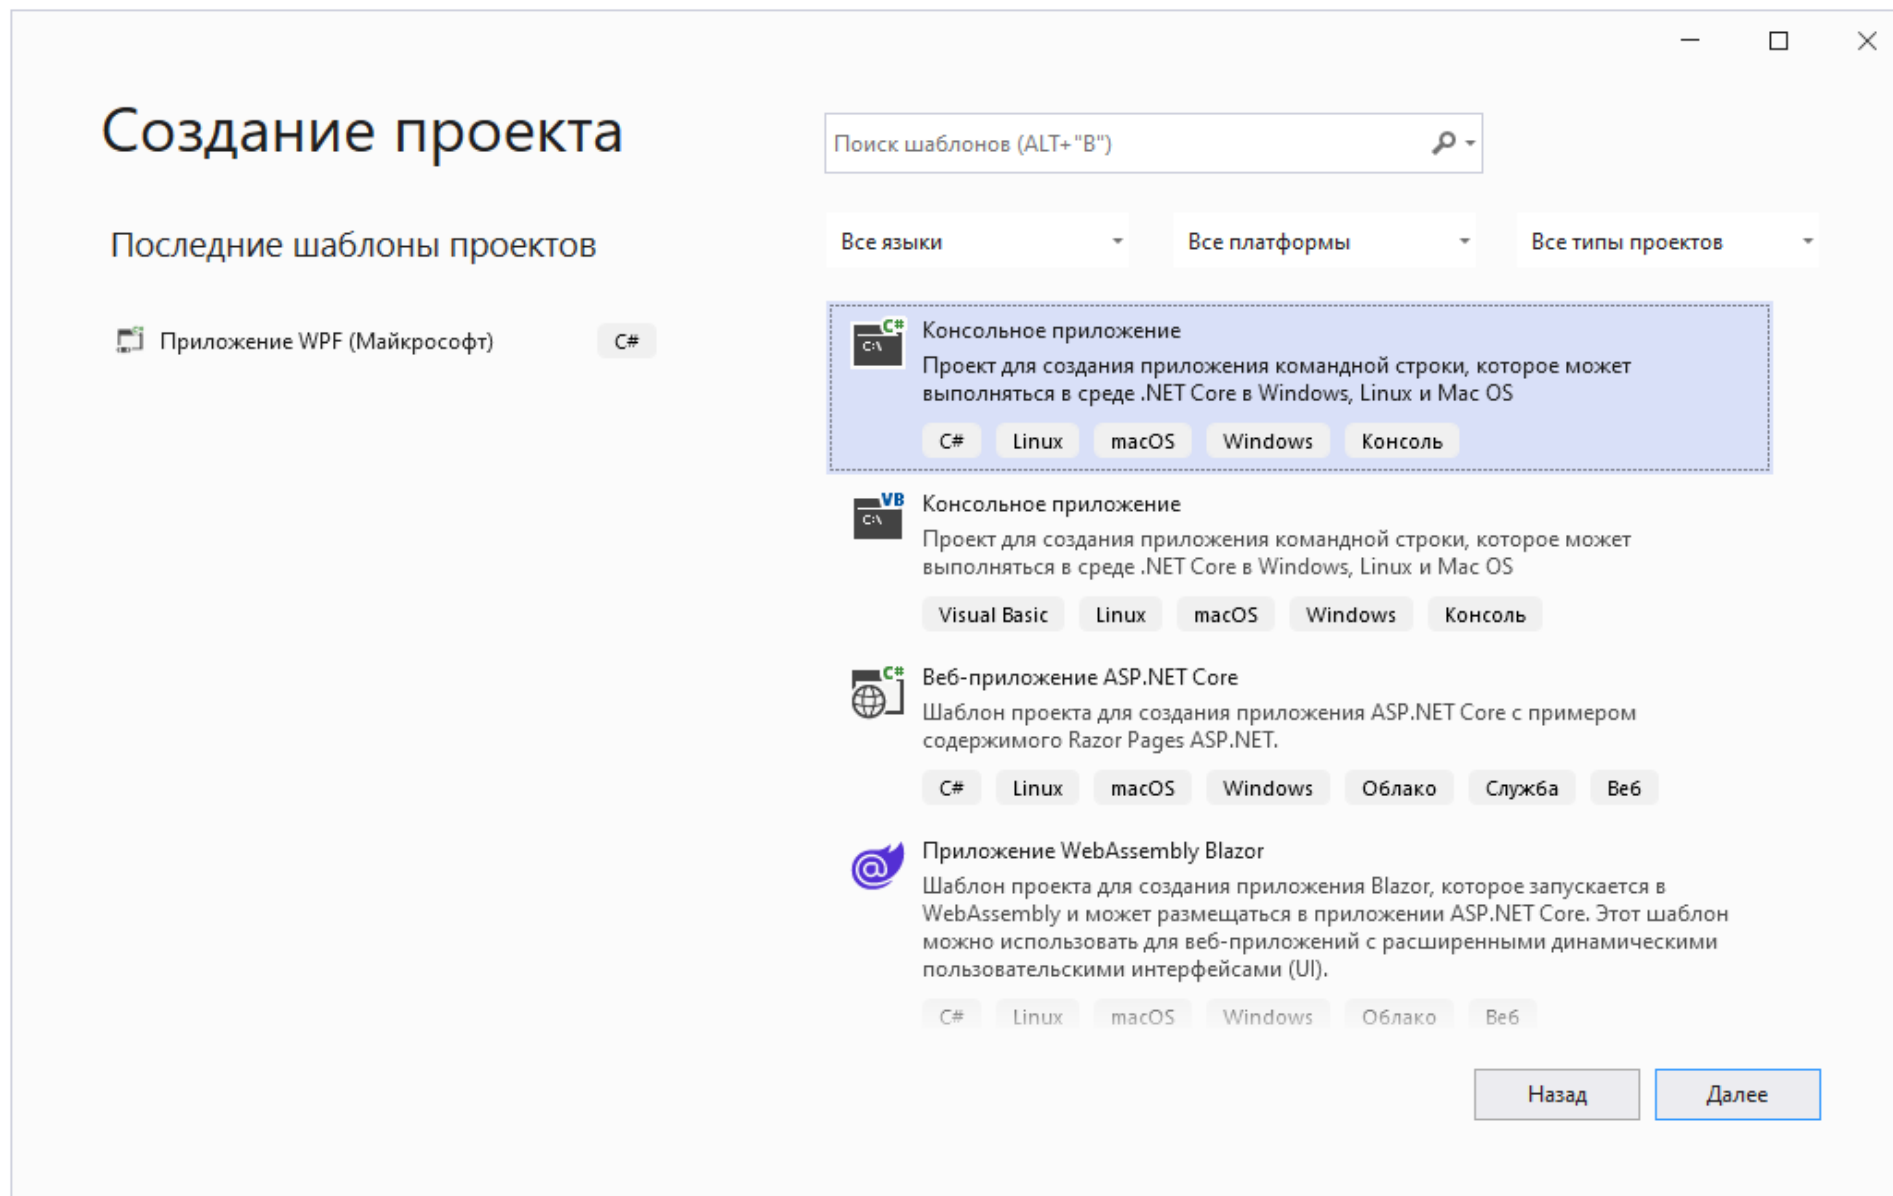 Создание проекта
Поиск шаблонов (ALT+"B")
Последние шаблоны проектов
Все языки
Все платформы
Все типы проектов
Приложение WPF (Майкрософт)
C#
C#
C:\
Консольное приложение
Проект для создания приложения командной строки, которое может
выполняться в среде .NET Core в Windows, Linux и Mac OS
C# Linux macOS Windows Консоль
VB
C:\
Консольное приложение
Проект для создания приложения командной строки, которое может
выполняться в среде .NET Core в Windows, Linux и Mac OS
Visual Basic Linux macOS Windows Консоль
C#
Веб-приложение ASP.NET Core
Шаблон проекта для создания приложения ASP.NET Core с примером
содержимого Razor Pages ASP.NET.
C# Linux macOS Windows Облако Служба Веб
@
Приложение WebAssembly Blazor
Шаблон проекта для создания приложения Blazor, которое запускается в
WebAssembly и может размещаться в приложении ASP.NET Core. Этот шаблон
можно использовать для веб-приложений с расширенными динамическими
пользовательскими интерфейсами (UI).
C# Linux macOS Windows Облако Веб
Назад
Далее